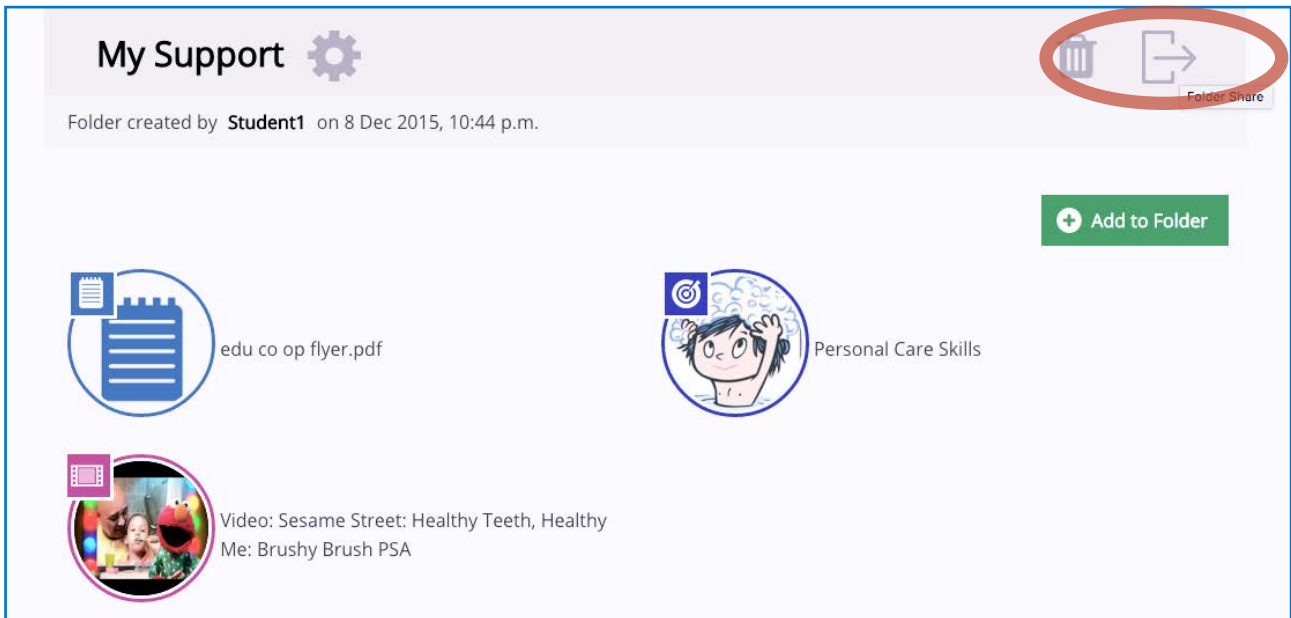 My Support
Folder Share
Folder created by Student1 on 8 Dec 2015, 10:44 p.m.
Add to Folder
edu co op flyer.pdf
Personal Care Skills
Video: Sesame Street: Healthy Teeth, Healthy
Me: Brushy Brush PSA